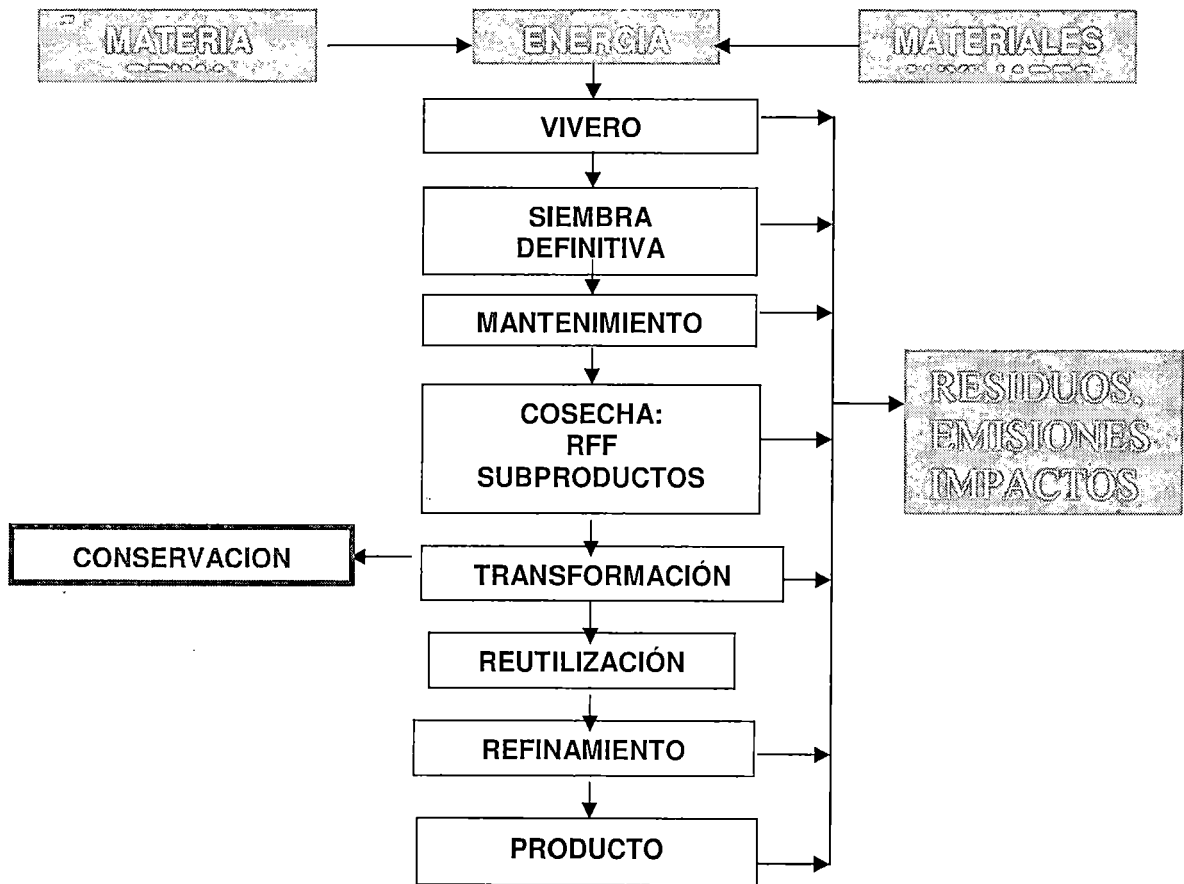 MATERIA
ENERGIA
MATERIALES
VIVERO
SIEMBRA
DEFINITIVA
MANTENIMIENTO
COSECHA:
RFF
SUBPRODUCTOS
RESIDUOS,
EMISIONES
IMPACTOS
CONSERVACION
TRANSFORMACIÓN
REUTILIZACIÓN
REFINAMIENTO
PRODUCTO